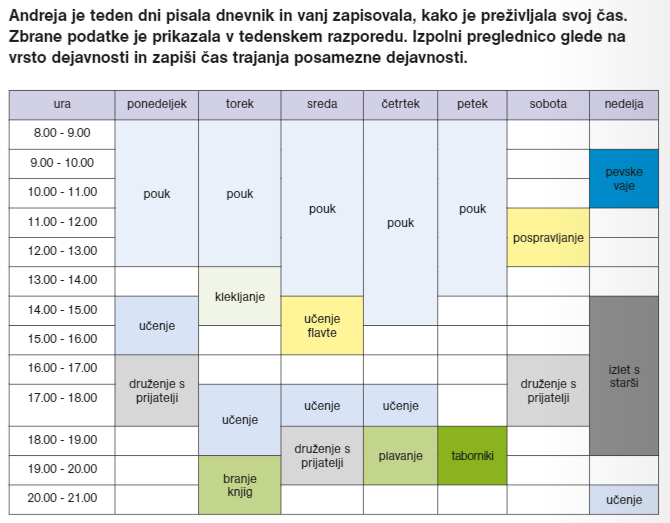 Andreja je teden dni pisala dnevnik in vanj zapisovala, kako je preživljala svoj čas.
Zbrane podatke je prikazala v tedenskem razporedu. Izpolni preglednico glede na
vrsto dejavnosti in zapiši čas trajanja posamezne dejavnosti.
ura ponedeljek torek sreda četrtek petek sobota nedelja
8.00 - 9.00
9.00 - 10.00
pevske
vaje
10.00 - 11.00
pouk pouk pouk pouk pouk
11.00 - 12.00
pospravljanje
12.00 - 13.00
13.00 - 14.00
klekljanje
14.00 - 15.00
učenje
učenje
flavte
15.00 - 16.00
16.00 - 17.00
druženje s
prijatelji
druženje s
prijatelji
izlet s
starši
17.00 - 18.00
učenje učenje učenje
18.00 - 19.00
druženje s
prijatelji
plavanje taborniki
19.00 - 20.00
branje
knjig
20.00 - 21.00
učenje